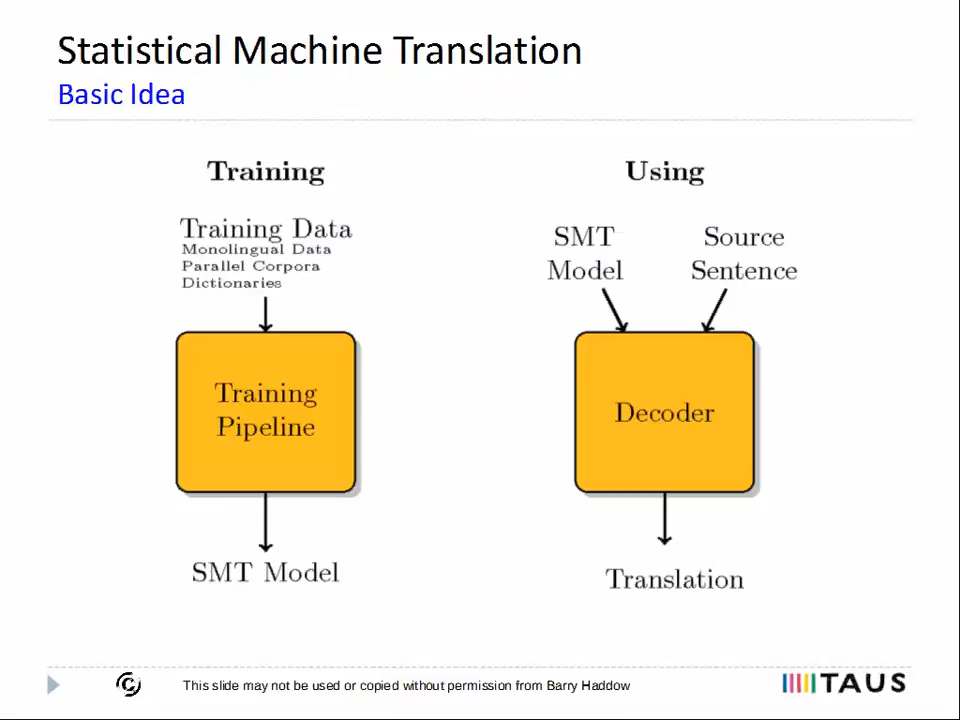 Statistical Machine Translation
Basic Idea
Training
Training Data
Monolingual Data
Parallel Corpora
Dictionaries
Training
Pipeline
SMT Model
Using
SMT
Model
Source
Sentence
Decoder
Translation
This slide may not be used or copied without permission from Barry Haddow
TAUS